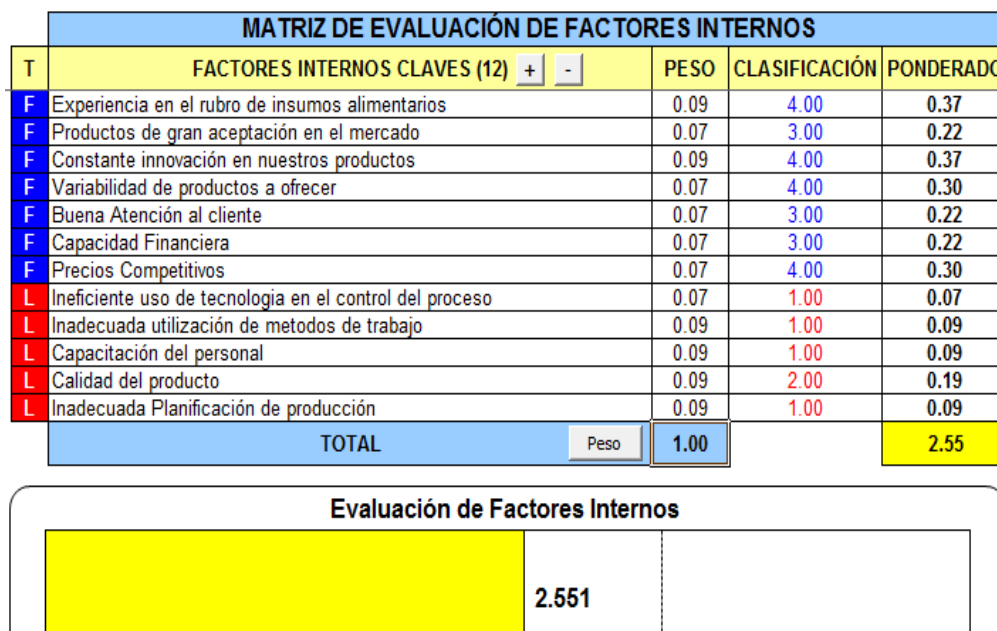 MATRIZ DE EVALUACIÓN DE FACTORES INTERNOS
T FACTORES INTERNOS CLAVES (12) + - PESO CLASIFICACIÓN PONDERADO
F Experiencia en el rubro de insumos alimentarios 0.09 4.00 0.37
F Productos de gran aceptación en el mercado 0.07 3.00 0.22
F Constante innovación en nuestros productos 0.09 4.00 0.37
F Variabilidad de productos a ofrecer 0.07 4.00 0.30
F Buena Atención al cliente 0.07 3.00 0.22
F Capacidad Financiera 0.07 3.00 0.22
F Precios Competitivos 0.07 4.00 0.30
L Ineficiente uso de tecnologia en el control del proceso 0.07 1.00 0.07
L Inadecuada utilización de metodos de trabajo 0.09 1.00 0.09
L Capacitación del personal 0.09 1.00 0.09
L Calidad del producto 0.09 2.00 0.19
L Inadecuada Planificación de producción 0.09 1.00 0.09
TOTAL Peso 1.00 2.55
Evaluación de Factores Internos
2.551